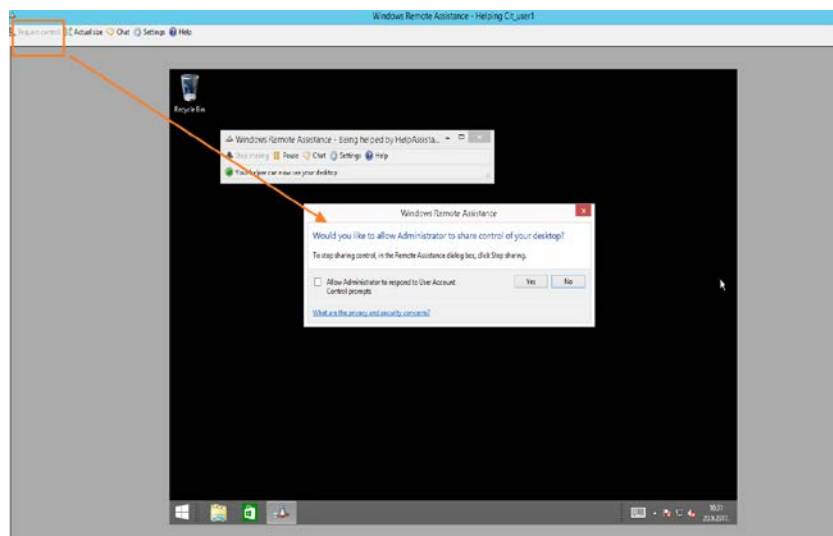 Windows Remote Assistance - Helping Cit_user1
Request control Actual size Chat Settings Help
Recycle Bin
Windows Remote Assistance - Being helped by HelpAssista...
Stop sharing Pause Chat Settings Help
Your helper can now see your desktop
Windows Remote Assistance
Would you like to allow Administrator to share control of your desktop?
To stop sharing control, in the Remote Assistance dialog box, click Stop sharing.
Allow Administrator to respond to User Account
Control prompts
Yes No
What are the privacy and security concerns?